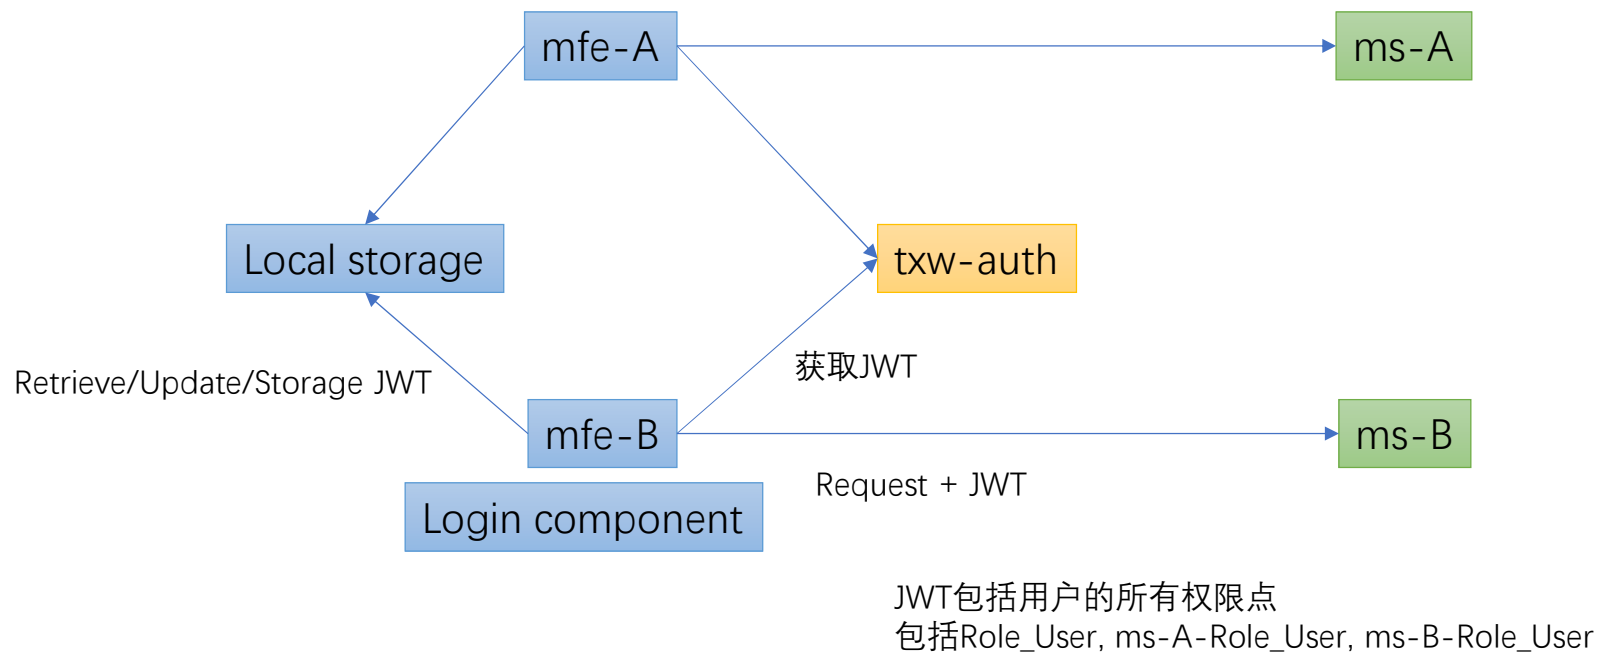 mfe-A
ms-A
Local storage
txw-auth
获取JWT
Retrieve/Update/Storage JWT
mfe-B
ms-B
Request + JWT
Login component
JWT包括用户的所有权限点
包括Role_User, ms-A-Role_User, ms-B-Role_User